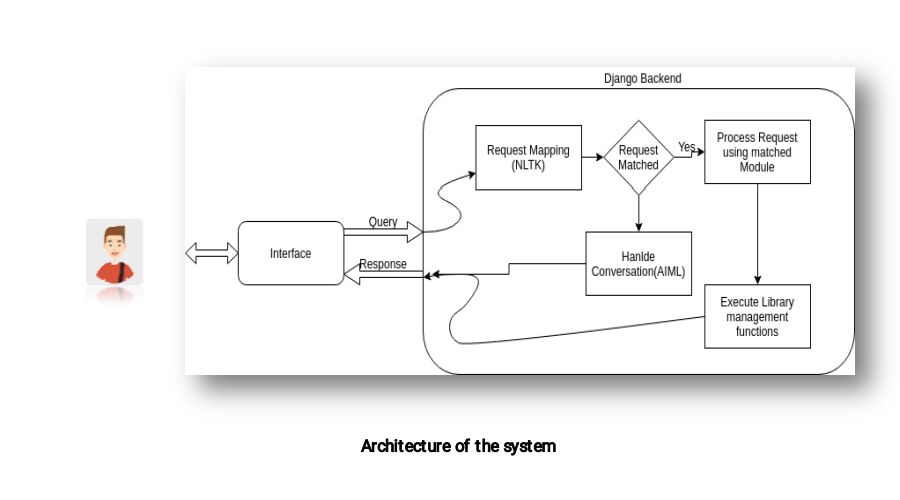 Django Backend
Request Mapping
(NLTK)
Request
Matched
Yes
Process Request
using matched
Module
Query
Interface
Response
Hanlde
Conversation(AIML)
Execute Library
management
functions
Architecture of the system